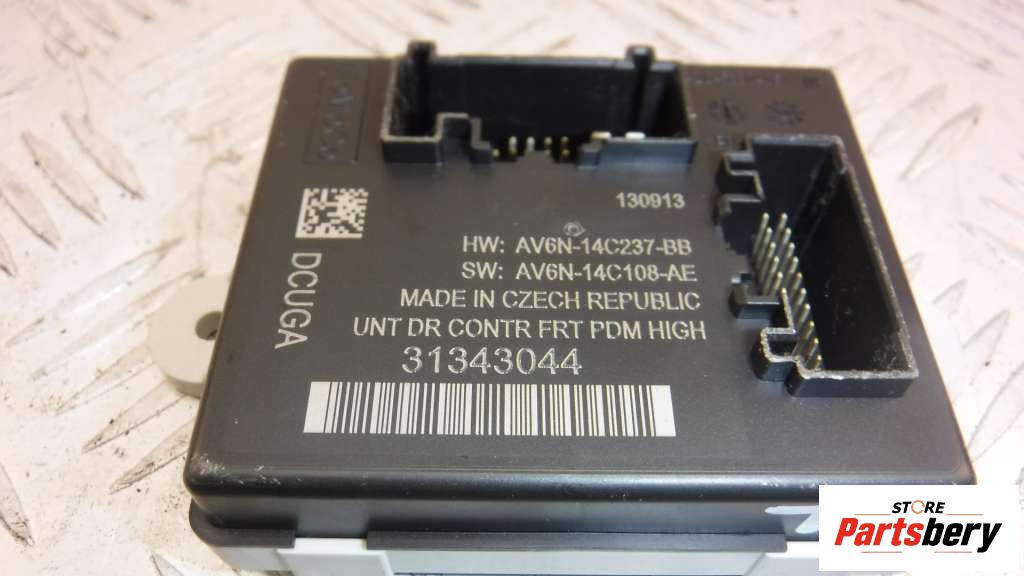 130913
HW: AV6N-14C237-BB
SW: AV6N-14C108-AE
MADE IN CZECH REPUBLIC
UNT DR CONTR FRT PDM HIGH
31343044
DCUGA
STORE
Partsbery